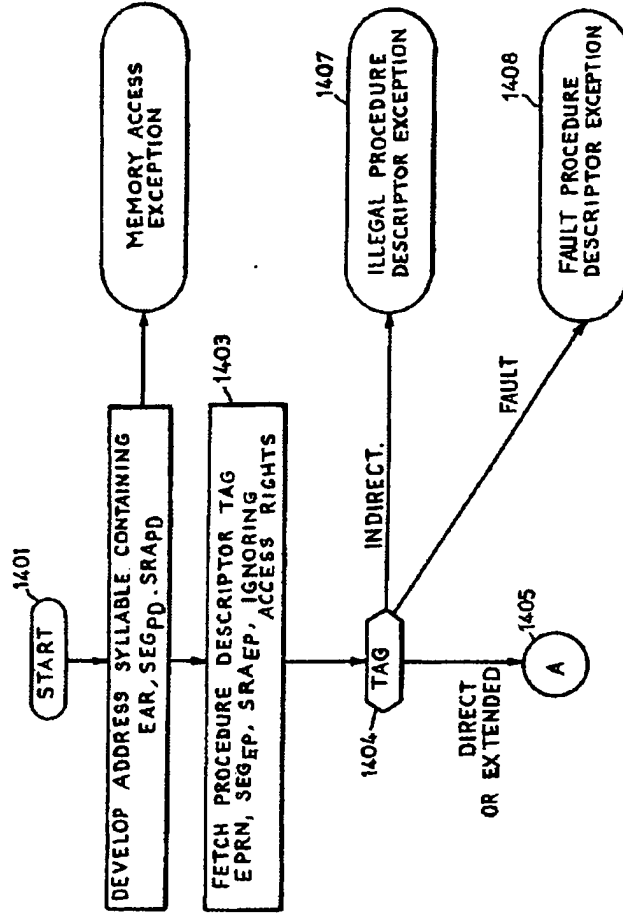 1401
START
DEVELOP ADDRESS SYLLABLE CONTAINING
EAR, SEGPD. SRAPD
MEMORY ACCESS
EXCEPTION
1403
FETCH PROCEDURE DESCRIPTOR TAG
EPRN, SEGEP, SRAEP, IGNORING
ACCESS RIGHTS
1404
TAG
INDIRECT.
1407
ILLEGAL PROCEDURE
DESCRIPTOR EXCEPTION
FAULT
1408
FAULT PROCEDURE
DESCRIPTOR EXCEPTION
DIRECT
OR EXTENDED
1405
A